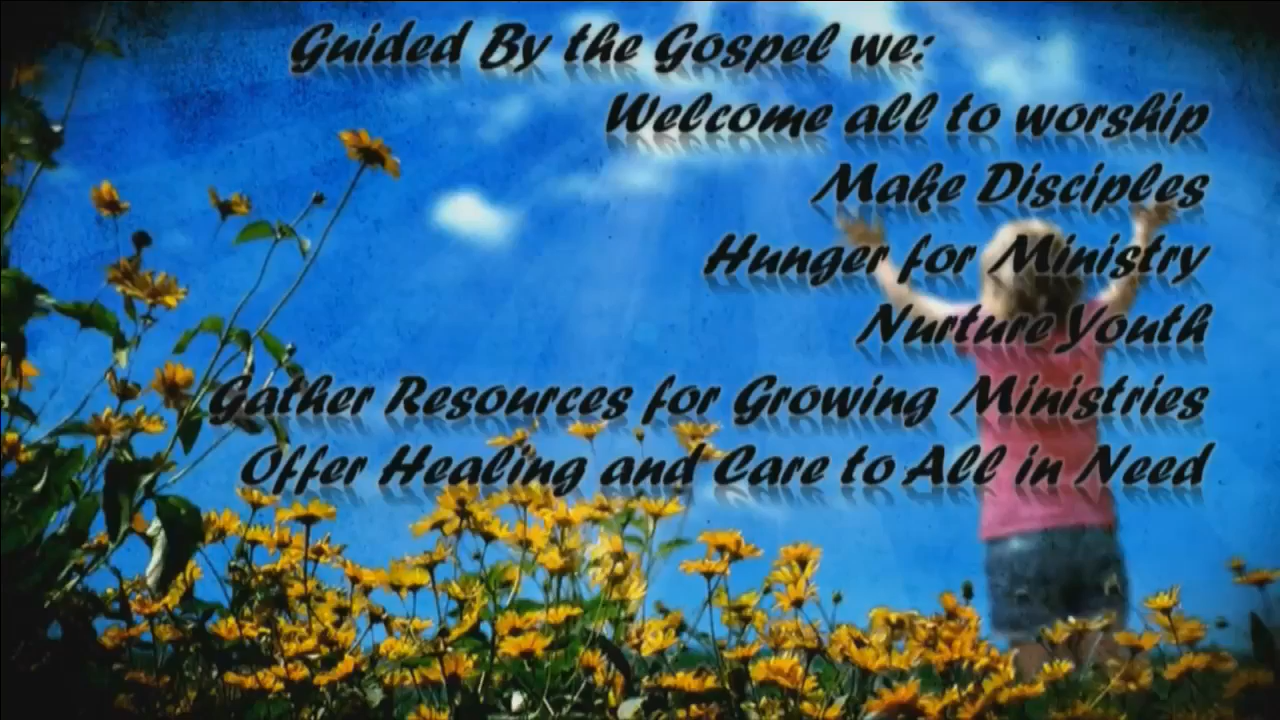 Guided By the Gospel we:
Welcome all to worship
Make Disciples
Hunger for Ministry
Nurture Youth
Gather Resources for Growing Ministries
Offer Healing and Care to All in Need